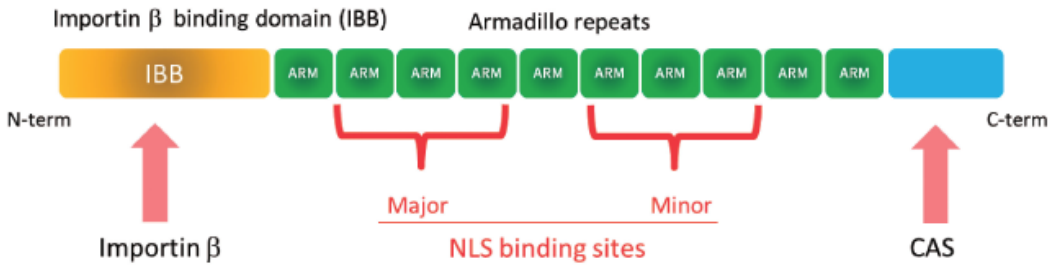 Importin β binding domain (IBB)
Armadillo repeats
IBB ARM ARM ARM ARM ARM ARM ARM ARM ARM ARM
N-term
C-term
Major
Minor
Importin β
NLS binding sites
CAS